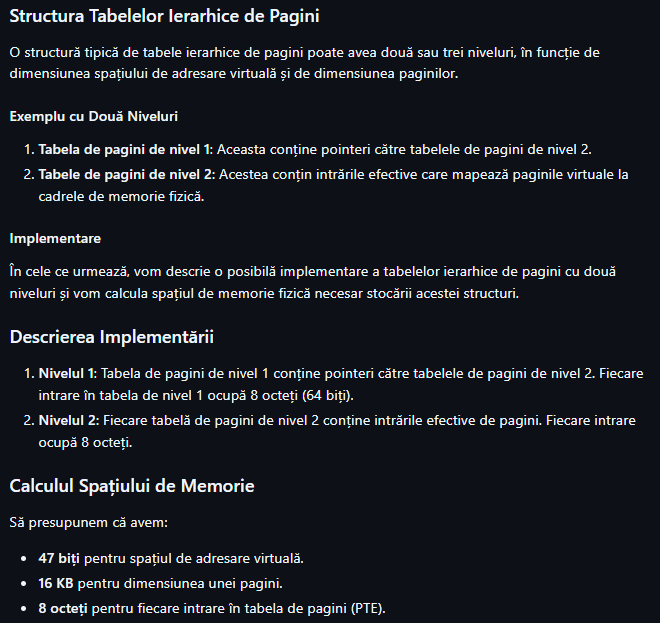 Structura Tabelelor Ierarhice de Pagini
O structură tipică de tabele ierarhice de pagini poate avea două sau trei niveluri, în funcție de
dimensiunea spațiului de adresare virtuală și de dimensiunea paginilor.
Exemplu cu Două Niveluri
1. Tabela de pagini de nivel 1: Aceasta conține pointeri către tabelele de pagini de nivel 2.
2. Tabele de pagini de nivel 2: Acestea conțin intrările efective care mapează paginile virtuale la
cadrele de memorie fizică.
Implementare
În cele ce urmează, vom descrie o posibilă implementare a tabelelor ierarhice de pagini cu două
niveluri și vom calcula spațiul de memorie fizică necesar stocării acestei structuri.
Descrierea Implementării
1. Nivelul 1: Tabela de pagini de nivel 1 conține pointeri către tabelele de pagini de nivel 2. Fiecare
intrare în tabela de nivel 1 ocupă 8 octeți (64 biți).
2. Nivelul 2: Fiecare tabelă de pagini de nivel 2 conține intrările efective de pagini. Fiecare intrare
ocupă 8 octeți.
Calculul Spațiului de Memorie
Să presupunem că avem:
• 47 biți pentru spațiul de adresare virtuală.
• 16 KB pentru dimensiunea unei pagini.
• 8 octeți pentru fiecare intrare în tabela de pagini (PTE).